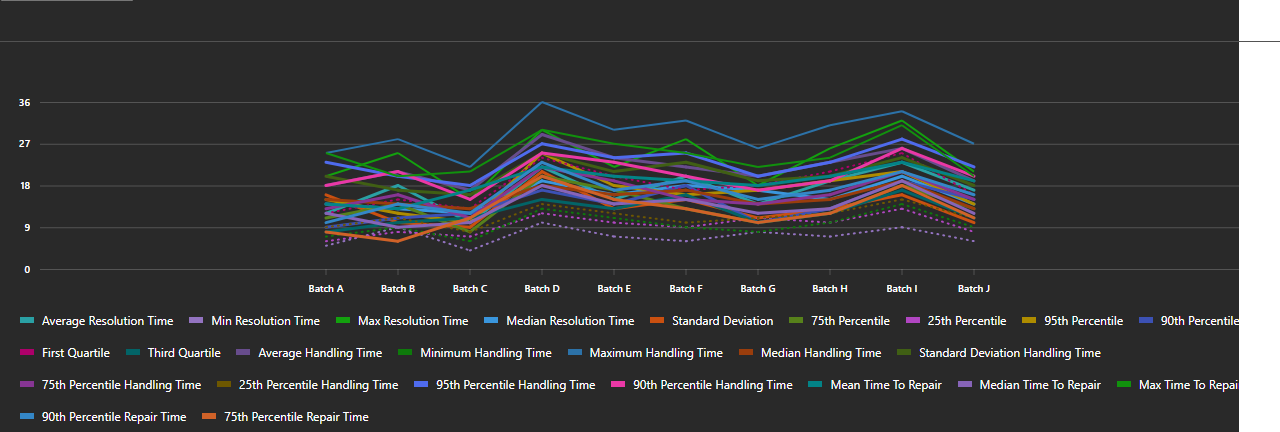 36
27
18
9
0
Batch A Batch B Batch C Batch D Batch E Batch F Batch G Batch H Batch I Batch J
Average Resolution Time Min Resolution Time Max Resolution Time Median Resolution Time Standard Deviation 75th Percentile 25th Percentile 95th Percentile 90th Percentile
First Quartile Third Quartile Average Handling Time Minimum Handling Time Maximum Handling Time Median Handling Time Standard Deviation Handling Time
75th Percentile Handling Time 25th Percentile Handling Time 95th Percentile Handling Time 90th Percentile Handling Time Mean Time To Repair Median Time To Repair Max Time To Repai
90th Percentile Repair Time 75th Percentile Repair Time